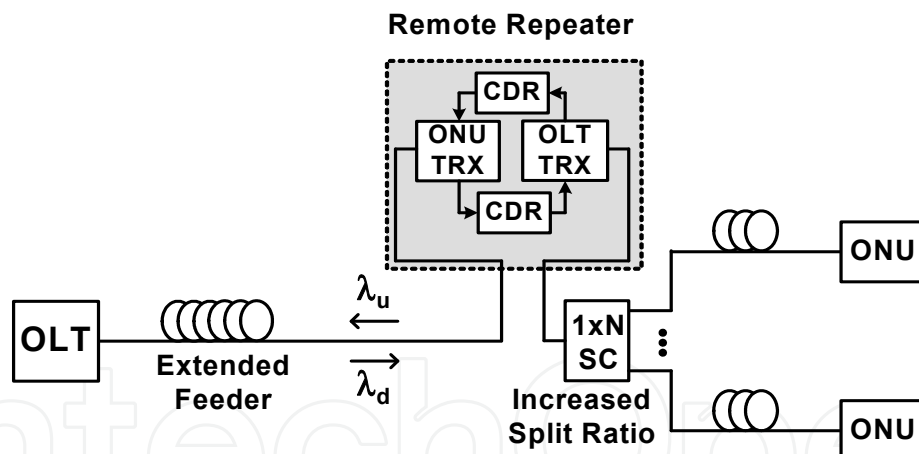 Remote Repeater
CDR
ONU
TRX
OLT
TRX
CDR
ONU
λu
OLT
1xN
SC
Extended
Feeder
λd
Increased
Split Ratio
ONU